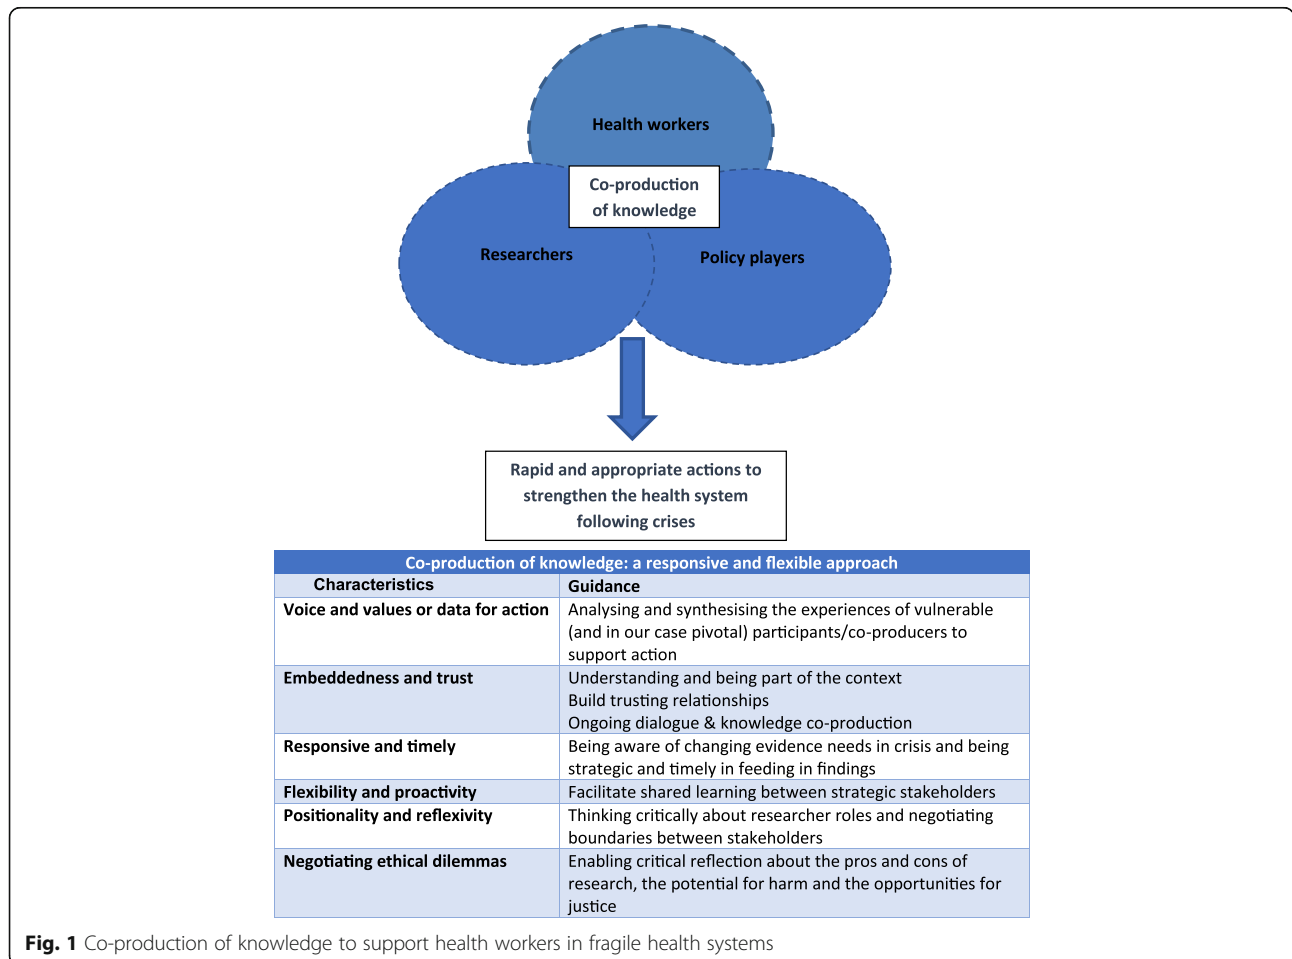 Health workers
Co-production
of knowledge
Researchers
Policy players
Rapid and appropriate actions to
strengthen the health system
following crises
Co-production of knowledge: a responsive and flexible approach
Characteristics
Guidance
Voice and values or data for action
Analysing and synthesising the experiences of vulnerable
(and in our case pivotal) participants/co-producers to
support action
Embeddedness and trust
Understanding and being part of the context
Build trusting relationships
Ongoing dialogue & knowledge co-production
Responsive and timely
Being aware of changing evidence needs in crisis and being
strategic and timely in feeding in findings
Flexibility and proactivity
Facilitate shared learning between strategic stakeholders
Positionality and reflexivity
Thinking critically about researcher roles and negotiating
boundaries between stakeholders
Negotiating ethical dilemmas
Enabling critical reflection about the pros and cons of
research, the potential for harm and the opportunities for
justice
Fig. 1 Co-production of knowledge to support health workers in fragile health systems